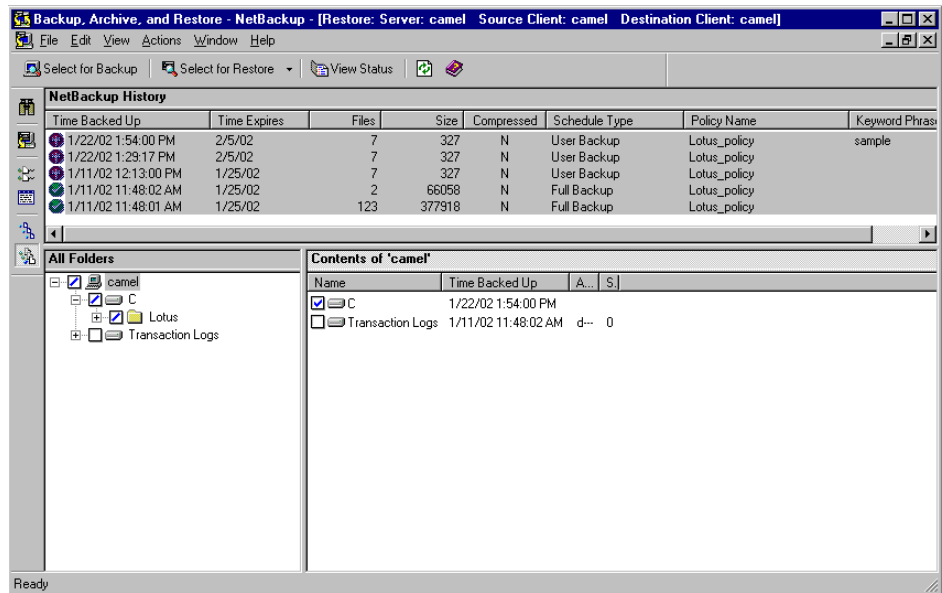 Backup, Archive, and Restore - NetBackup - [Restore: Server: camel Source Client: camel Destination Client: camel]
File Edit View Actions Window Help
Select for Backup Select for Restore View Status
NetBackup History
Time Backed Up Time Expires Files Size Compressed Schedule Type Policy Name Keyword Phrase
1/22/02 1:54:00 PM 2/5/02 7 327 N User Backup Lotus_policy sample
1/22/02 1:29:17 PM 2/5/02 7 327 N User Backup Lotus_policy
1/11/02 12:13:00 PM 1/25/02 7 327 N User Backup Lotus_policy
1/11/02 11:48:02 AM 1/25/02 2 66058 N Full Backup Lotus_policy
1/11/02 11:48:01 AM 1/25/02 123 377918 N Full Backup Lotus_policy
All Folders
camel
C
Lotus
Transaction Logs
Contents of 'camel'
Name Time Backed Up A... S.
C 1/22/02 1:54:00 PM
Transaction Logs 1/11/02 11:48:02 AM d--- 0
Ready